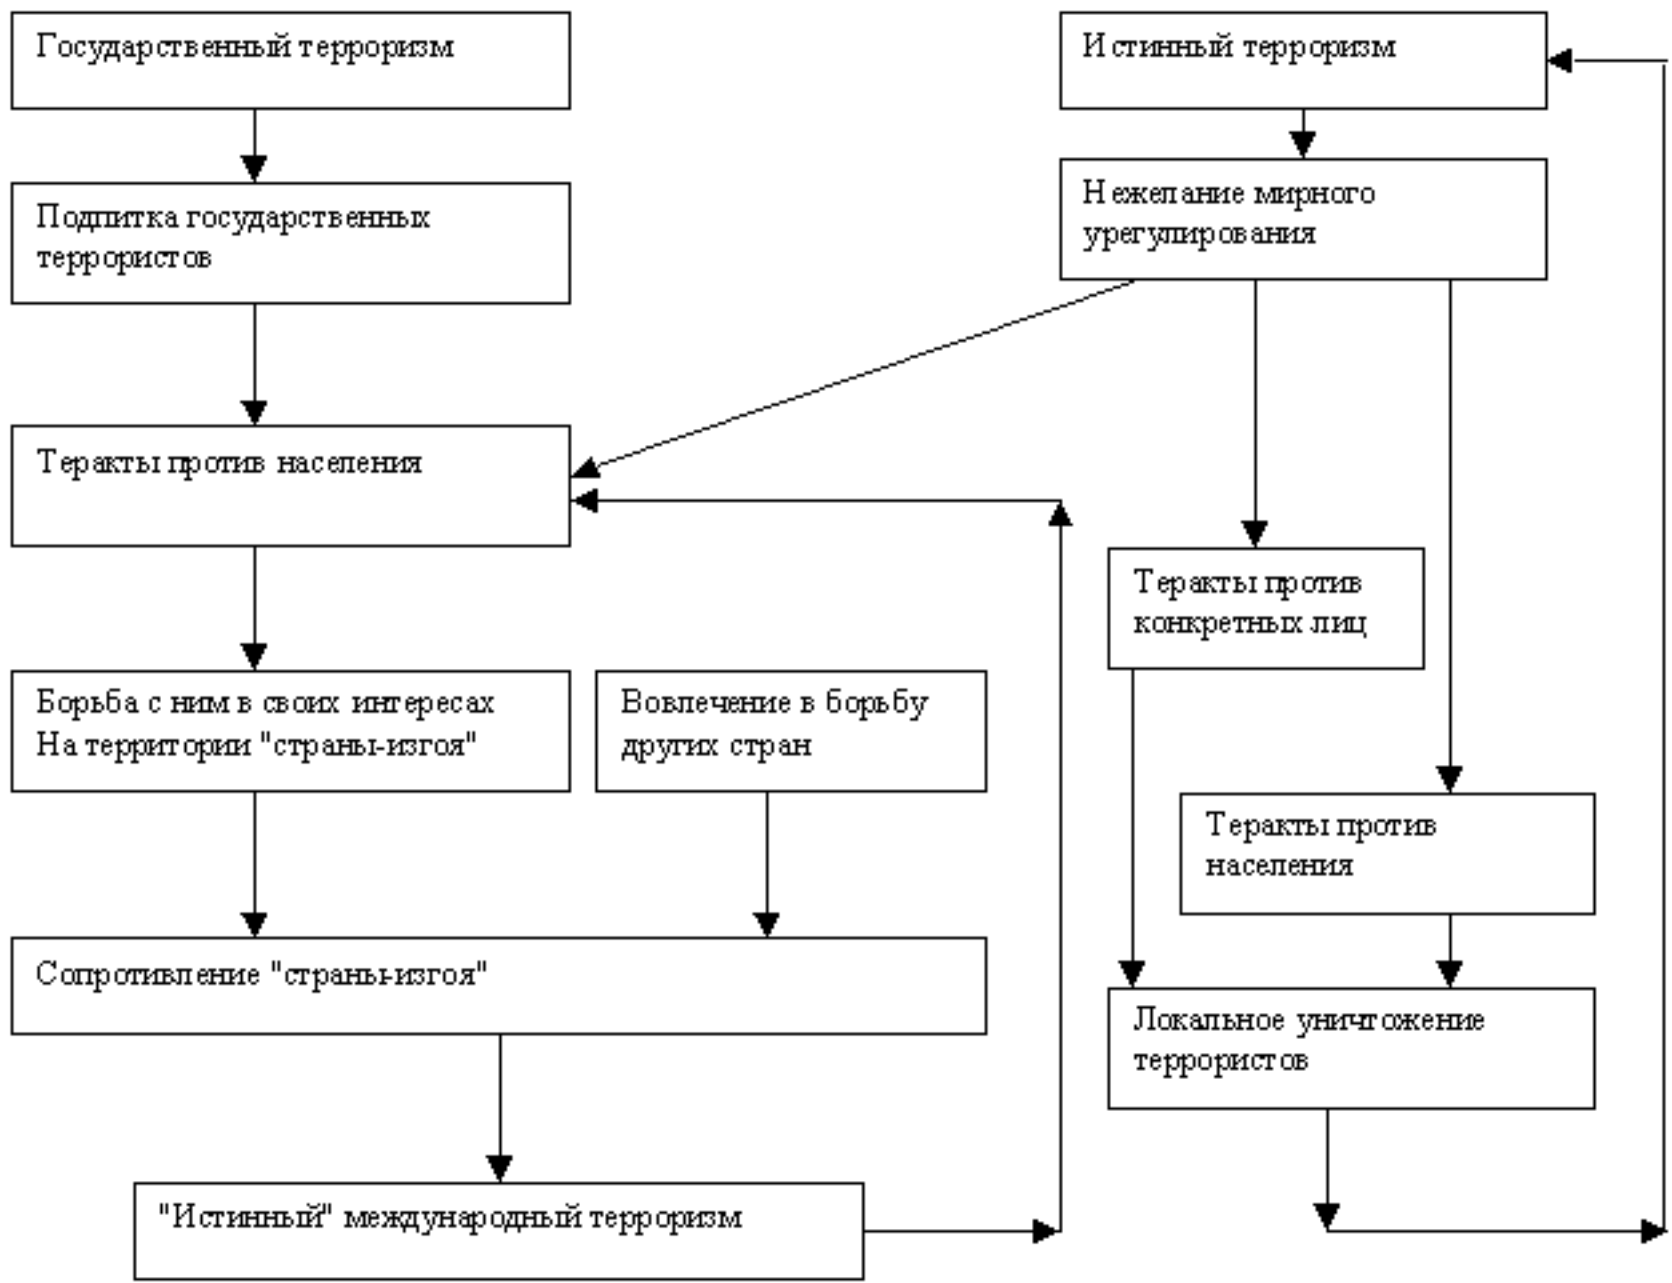 Государственный терроризм
Истинный терроризм
Подпитка государственных
террористов
Нежелание мирного
урегулирования
Теракты против населения
Теракты против
конкретных лиц
Борьба с ним в своих интересах
На территории "страны-изгоя"
Вовлечение в борьбу
других стран
Теракты против
населения
Сопротивление "страны-изгоя"
Локальное уничтожение
террористов
"Истинный" международный терроризм